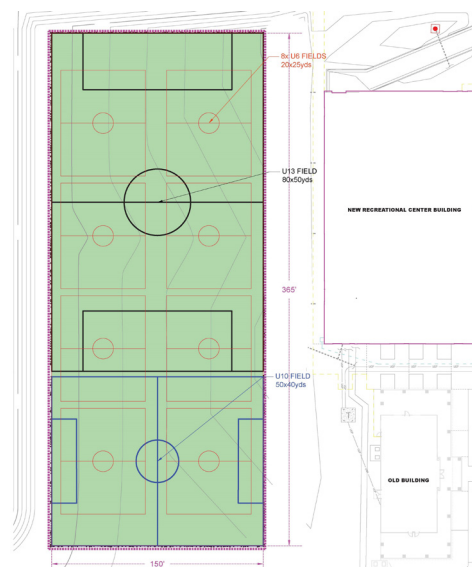 8x U6 FIELDS
20x25yds
U13 FIELD
80x50yds
NEW RECREATIONAL CENTER BUILDING
365'
U10 FIELD
50x40yds
T
OLD BUILDING
150'